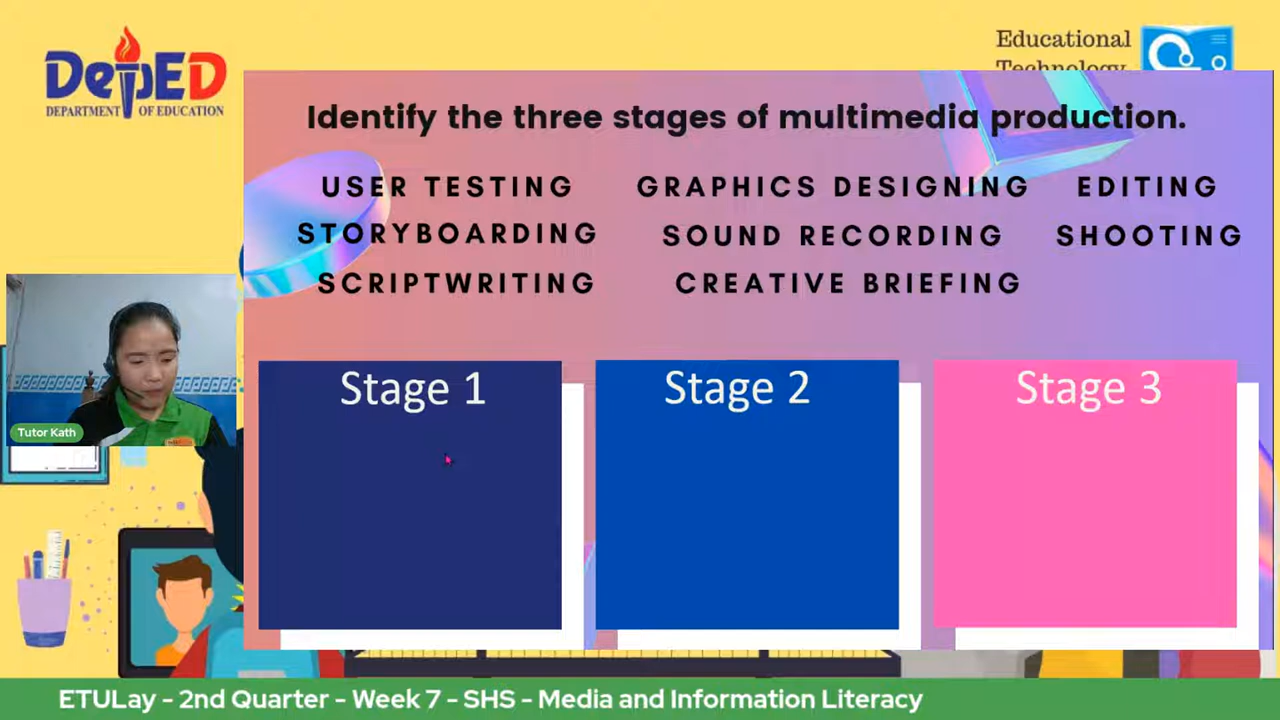 DepED
DEPARTMENT OF EDUCATION
Educational
Technology
Identify the three stages of multimedia production.
USER TESTING GRAPHICS DESIGNING EDITING
STORYBOARDING SOUND RECORDING SHOOTING
SCRIPTWRITING CREATIVE BRIEFING
Stage 1 Stage 2 Stage 3
Tutor Kath
ETULay - 2nd Quarter - Week 7 - SHS - Media and Information Literacy